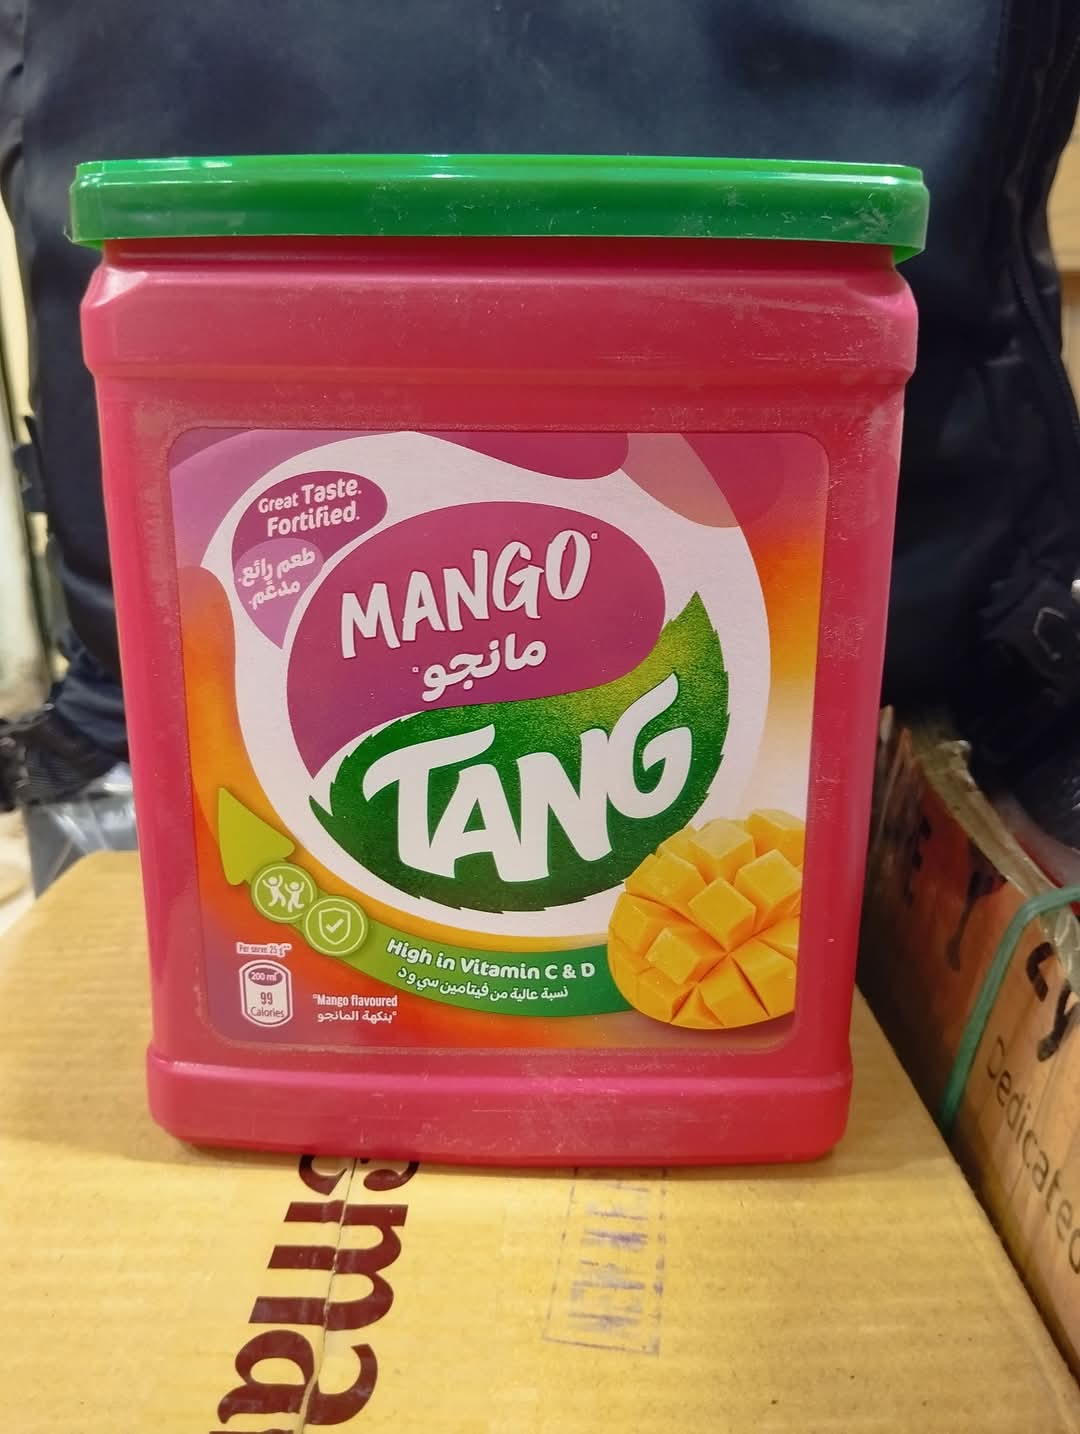 Great Taste.
Fortified.
طعم رائع.
مدعّم.
MANGO°
مانجو°
TANG
High in Vitamin C & D
نسبة عالية من فيتامين سي و د
Per serve 25 g**
200 ml*
99
Calories
°Mango flavoured
°بنكهة المانجو
Dedicated